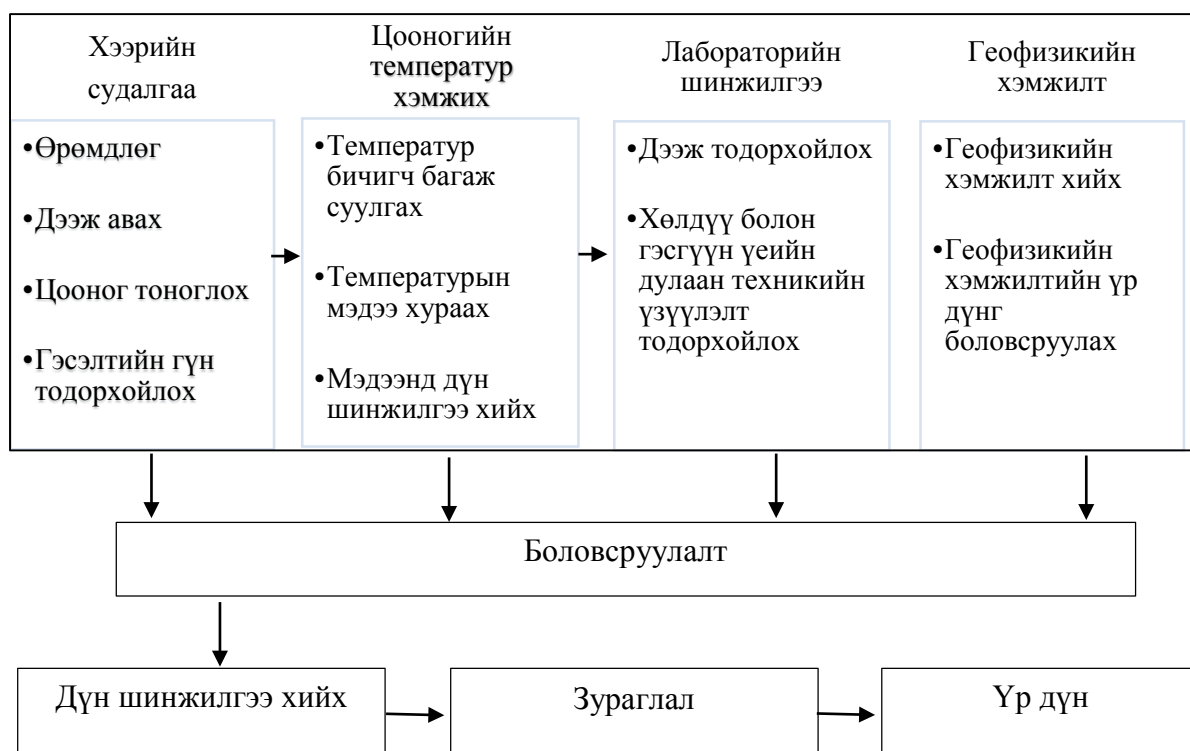 Хээрийн
судалгаа
•Өрөмдлөг
•Дээж авах
•Цооног тоноглох
•Гэсэлтийн гүн
тодорхойлох
Цооногийн
температур
хэмжих
•Температур
бичигч багаж
суулгах
•Температурын
мэдээ хураах
•Мэдээнд дүн
шинжилгээ хийх
Лабораторийн
шинжилгээ
•Дээж тодорхойлох
•Хөлдүү болон
гэсгүүн үеийн
дулаан техникийн
үзүүлэлт
тодорхойлох
Геофизикийн
хэмжилт
•Геофизикийн
хэмжилт хийх
•Геофизикийн
хэмжилтийн үр
дүнг
боловсруулах
Боловсруулалт
Дүн шинжилгээ хийх
Зураглал
Үр дүн